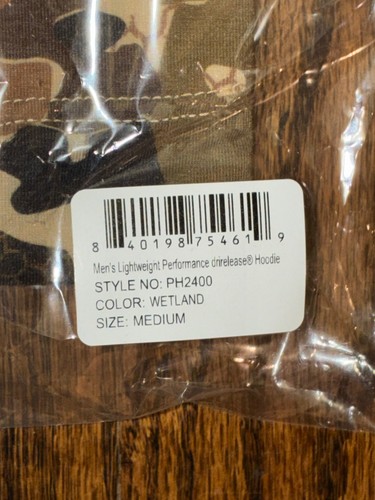 8 40198 75461 9
Men's Lightweight Performance drirelease® Hoodie
STYLE NO: PH2400
COLOR: WETLAND
SIZE: MEDIUM